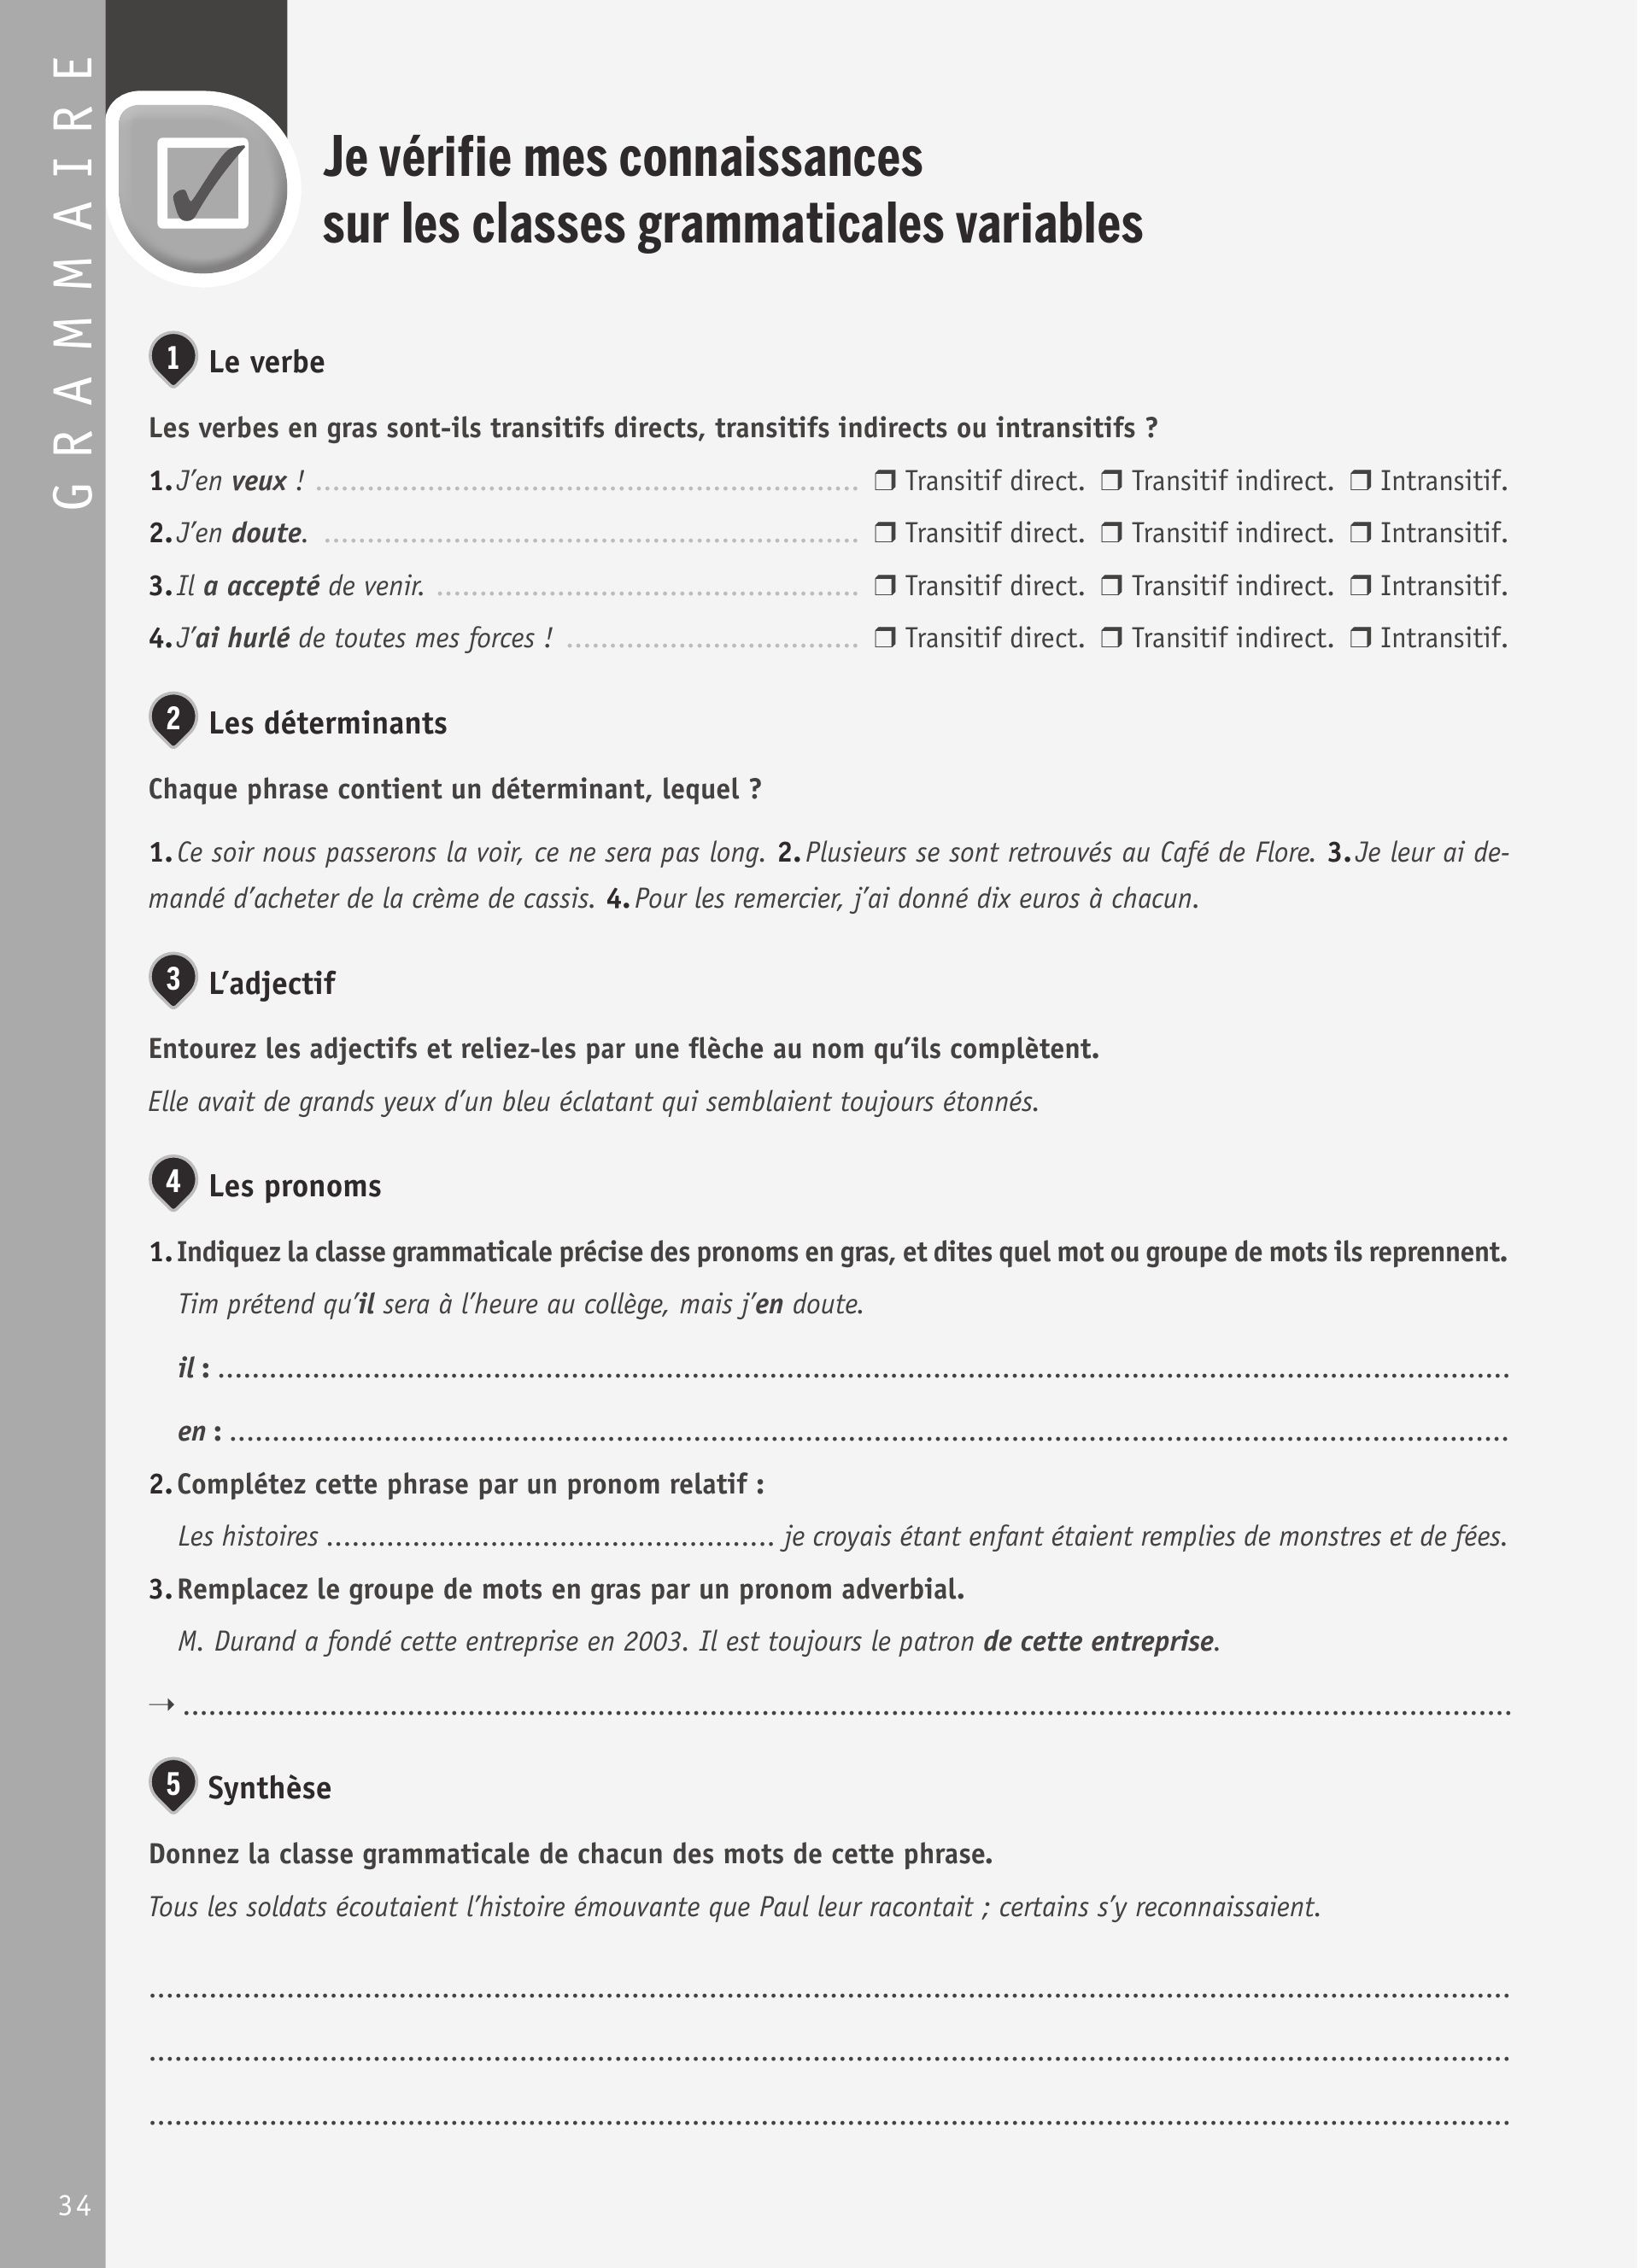 GRAMMAIRE
Je vérifie mes connaissances
sur les classes grammaticales variables
1 Le verbe
Les verbes en gras sont-ils transitifs directs, transitifs indirects ou intransitifs ?
1. J’en veux ! ............................................................... ❒ Transitif direct. ❒ Transitif indirect. ❒ Intransitif.
2. J’en doute. .............................................................. ❒ Transitif direct. ❒ Transitif indirect. ❒ Intransitif.
3. Il a accepté de venir. ................................................. ❒ Transitif direct. ❒ Transitif indirect. ❒ Intransitif.
4. J’ai hurlé de toutes mes forces ! .................................. ❒ Transitif direct. ❒ Transitif indirect. ❒ Intransitif.
2 Les déterminants
Chaque phrase contient un déterminant, lequel ?
1. Ce soir nous passerons la voir, ce ne sera pas long. 2. Plusieurs se sont retrouvés au Café de Flore. 3. Je leur ai de-
mandé d’acheter de la crème de cassis. 4. Pour les remercier, j’ai donné dix euros à chacun.
3 L’adjectif
Entourez les adjectifs et reliez-les par une flèche au nom qu’ils complètent.
Elle avait de grands yeux d’un bleu éclatant qui semblaient toujours étonnés.
4 Les pronoms
1. Indiquez la classe grammaticale précise des pronoms en gras, et dites quel mot ou groupe de mots ils reprennent.
Tim prétend qu’il sera à l’heure au collège, mais j’en doute.
il : ......................................................................................................................................................
en : .....................................................................................................................................................
2. Complétez cette phrase par un pronom relatif :
Les histoires .................................................... je croyais étant enfant étaient remplies de monstres et de fées.
3. Remplacez le groupe de mots en gras par un pronom adverbial.
M. Durand a fondé cette entreprise en 2003. Il est toujours le patron de cette entreprise.
→ ..........................................................................................................................................................
5 Synthèse
Donnez la classe grammaticale de chacun des mots de cette phrase.
Tous les soldats écoutaient l’histoire émouvante que Paul leur racontait ; certains s’y reconnaissaient.
..............................................................................................................................................................
..............................................................................................................................................................
..............................................................................................................................................................
34